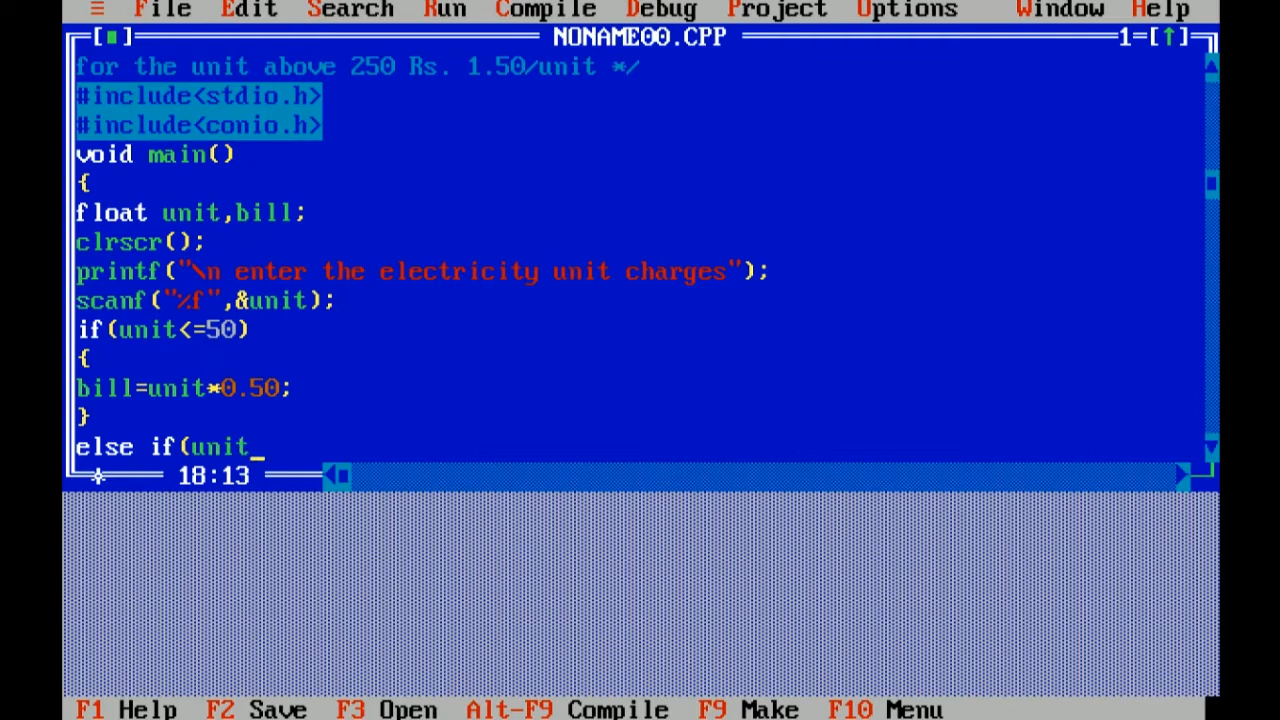 ≡ File Edit Search Run Compile Debug Project Options Window Help
[■] NONAME00.CPP 1=[↑]
for the unit above 250 Rs. 1.50/unit */
#include<stdio.h>
#include<conio.h>
void main()
{
float unit,bill;
clrscr();
printf("\n enter the electricity unit charges");
scanf("%f",&unit);
if(unit<=50)
{
bill=unit*0.50;
}
else if(unit_
18:13
F1 Help F2 Save F3 Open Alt-F9 Compile F9 Make F10 Menu